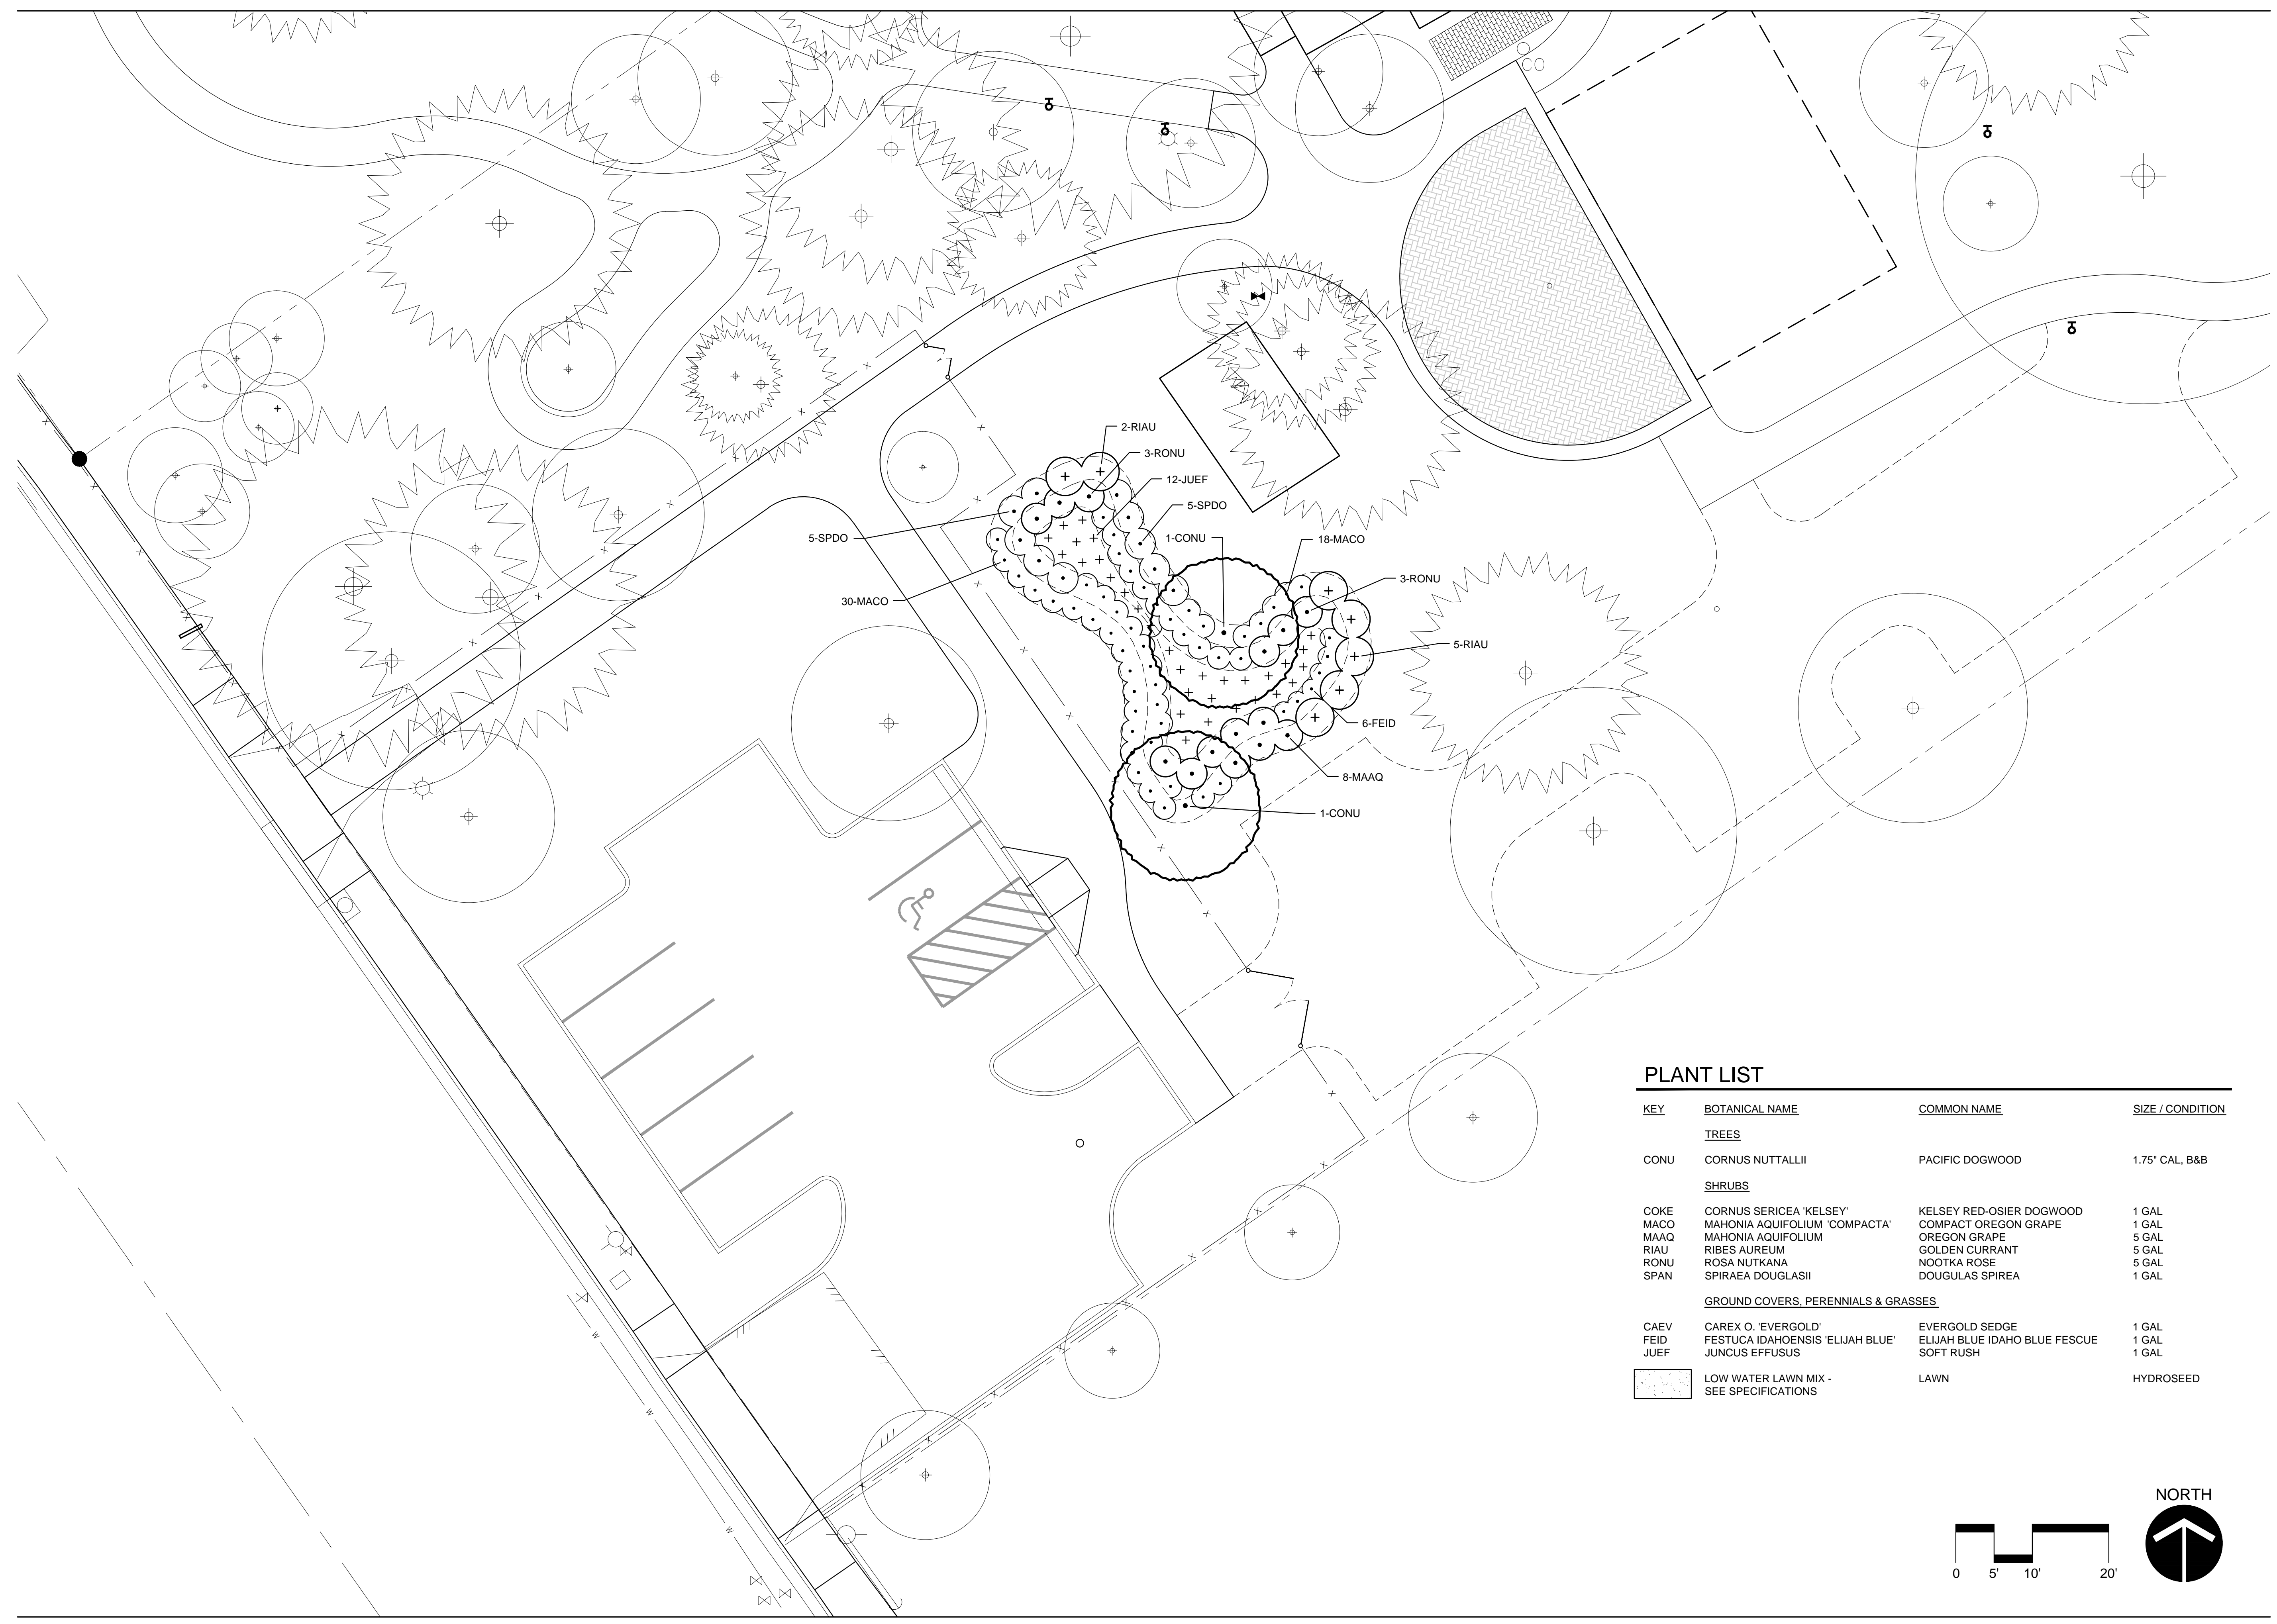 CO
2-RIAU
3-RONU
12-JUEF
5-SPDO
5-SPDO
1-CONU
18-MACO
3-RONU
30-MACO
5-RIAU
6-FEID
8-MAAQ
1-CONU
W
W
W
PLANT LIST
KEY BOTANICAL NAME COMMON NAME SIZE / CONDITION
TREES
CONU CORNUS NUTTALLII PACIFIC DOGWOOD 1.75" CAL, B&B
SHRUBS
COKE CORNUS SERICEA 'KELSEY' KELSEY RED-OSIER DOGWOOD 1 GAL
MACO MAHONIA AQUIFOLIUM 'COMPACTA' COMPACT OREGON GRAPE 1 GAL
MAAQ MAHONIA AQUIFOLIUM OREGON GRAPE 5 GAL
RIAU RIBES AUREUM GOLDEN CURRANT 5 GAL
RONU ROSA NUTKANA NOOTKA ROSE 5 GAL
SPAN SPIRAEA DOUGLASII DOUGULAS SPIREA 1 GAL
GROUND COVERS, PERENNIALS & GRASSES
CAEV CAREX O. 'EVERGOLD' EVERGOLD SEDGE 1 GAL
FEID FESTUCA IDAHOENSIS 'ELIJAH BLUE' ELIJAH BLUE IDAHO BLUE FESCUE 1 GAL
JUEF JUNCUS EFFUSUS SOFT RUSH 1 GAL
LOW WATER LAWN MIX - LAWN HYDROSEED
SEE SPECIFICATIONS
NORTH
0 5' 10' 20'